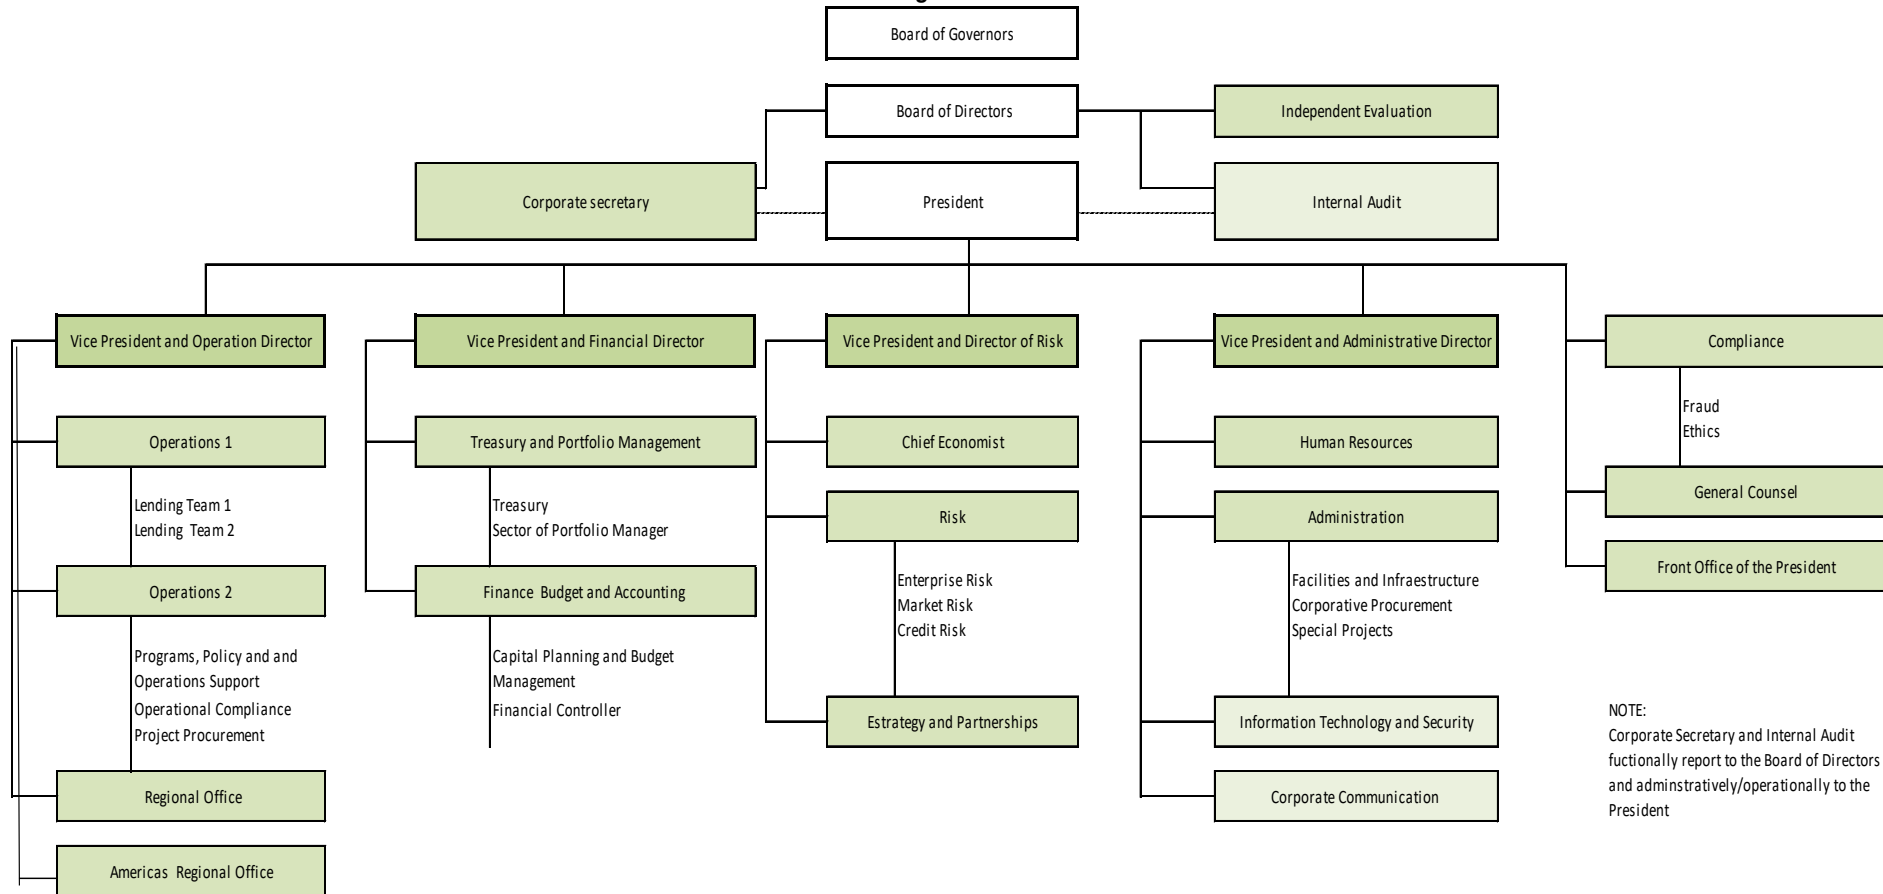 Board of Governors
Board of Directors
Independent Evaluation
Corporate secretary
President
Internal Audit
Vice President and Operation Director
Vice President and Financial Director
Vice President and Director of Risk
Vice President and Administrative Director
Compliance
Fraud
Ethics
Operations 1
Treasury and Portfolio Management
Chief Economist
Human Resources
General Counsel
Lending Team 1
Lending Team 2
Treasury
Sector of Portfolio Manager
Risk
Administration
Front Office of the President
Operations 2
Finance Budget and Accounting
Enterprise Risk
Market Risk
Credit Risk
Facilities and Infraestructure
Corporative Procurement
Special Projects
Programs, Policy and and
Operations Support
Operational Compliance
Project Procurement
Capital Planning and Budget
Management
Financial Controller
Estrategy and Partnerships
Information Technology and Security
Regional Office
Corporate Communication
Americas Regional Office
NOTE:
Corporate Secretary and Internal Audit
fuctionally report to the Board of Directors
and adminstratively/operationally to the
President